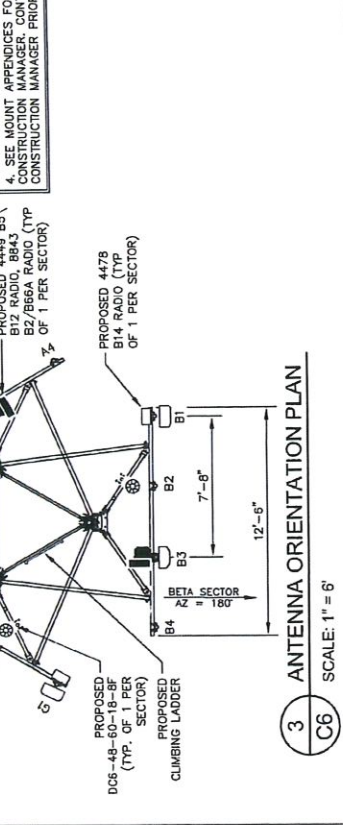 4. SEE MOUNT APPENDICES FO
CONSTRUCTION MANAGER. CON
CONSTRUCTION MANAGER PRIOR
PROPOSED 4449 B5\
B12 RADIO, 8843
B2/B66A RADIO (TYP
OF 1 PER SECTOR)
A4
PROPOSED 4478
B14 RADIO (TYP
OF 1 PER SECTOR)
B1
B2
B3
B4
7'-8"
12'-6"
BETA SECTOR
AZ = 180°
PROPOSED
DC6-48-60-18-8F
(TYP. OF 1 PER
SECTOR)
PROPOSED
CLIMBING LADDER
3
C6
ANTENNA ORIENTATION PLAN
SCALE: 1" = 6'